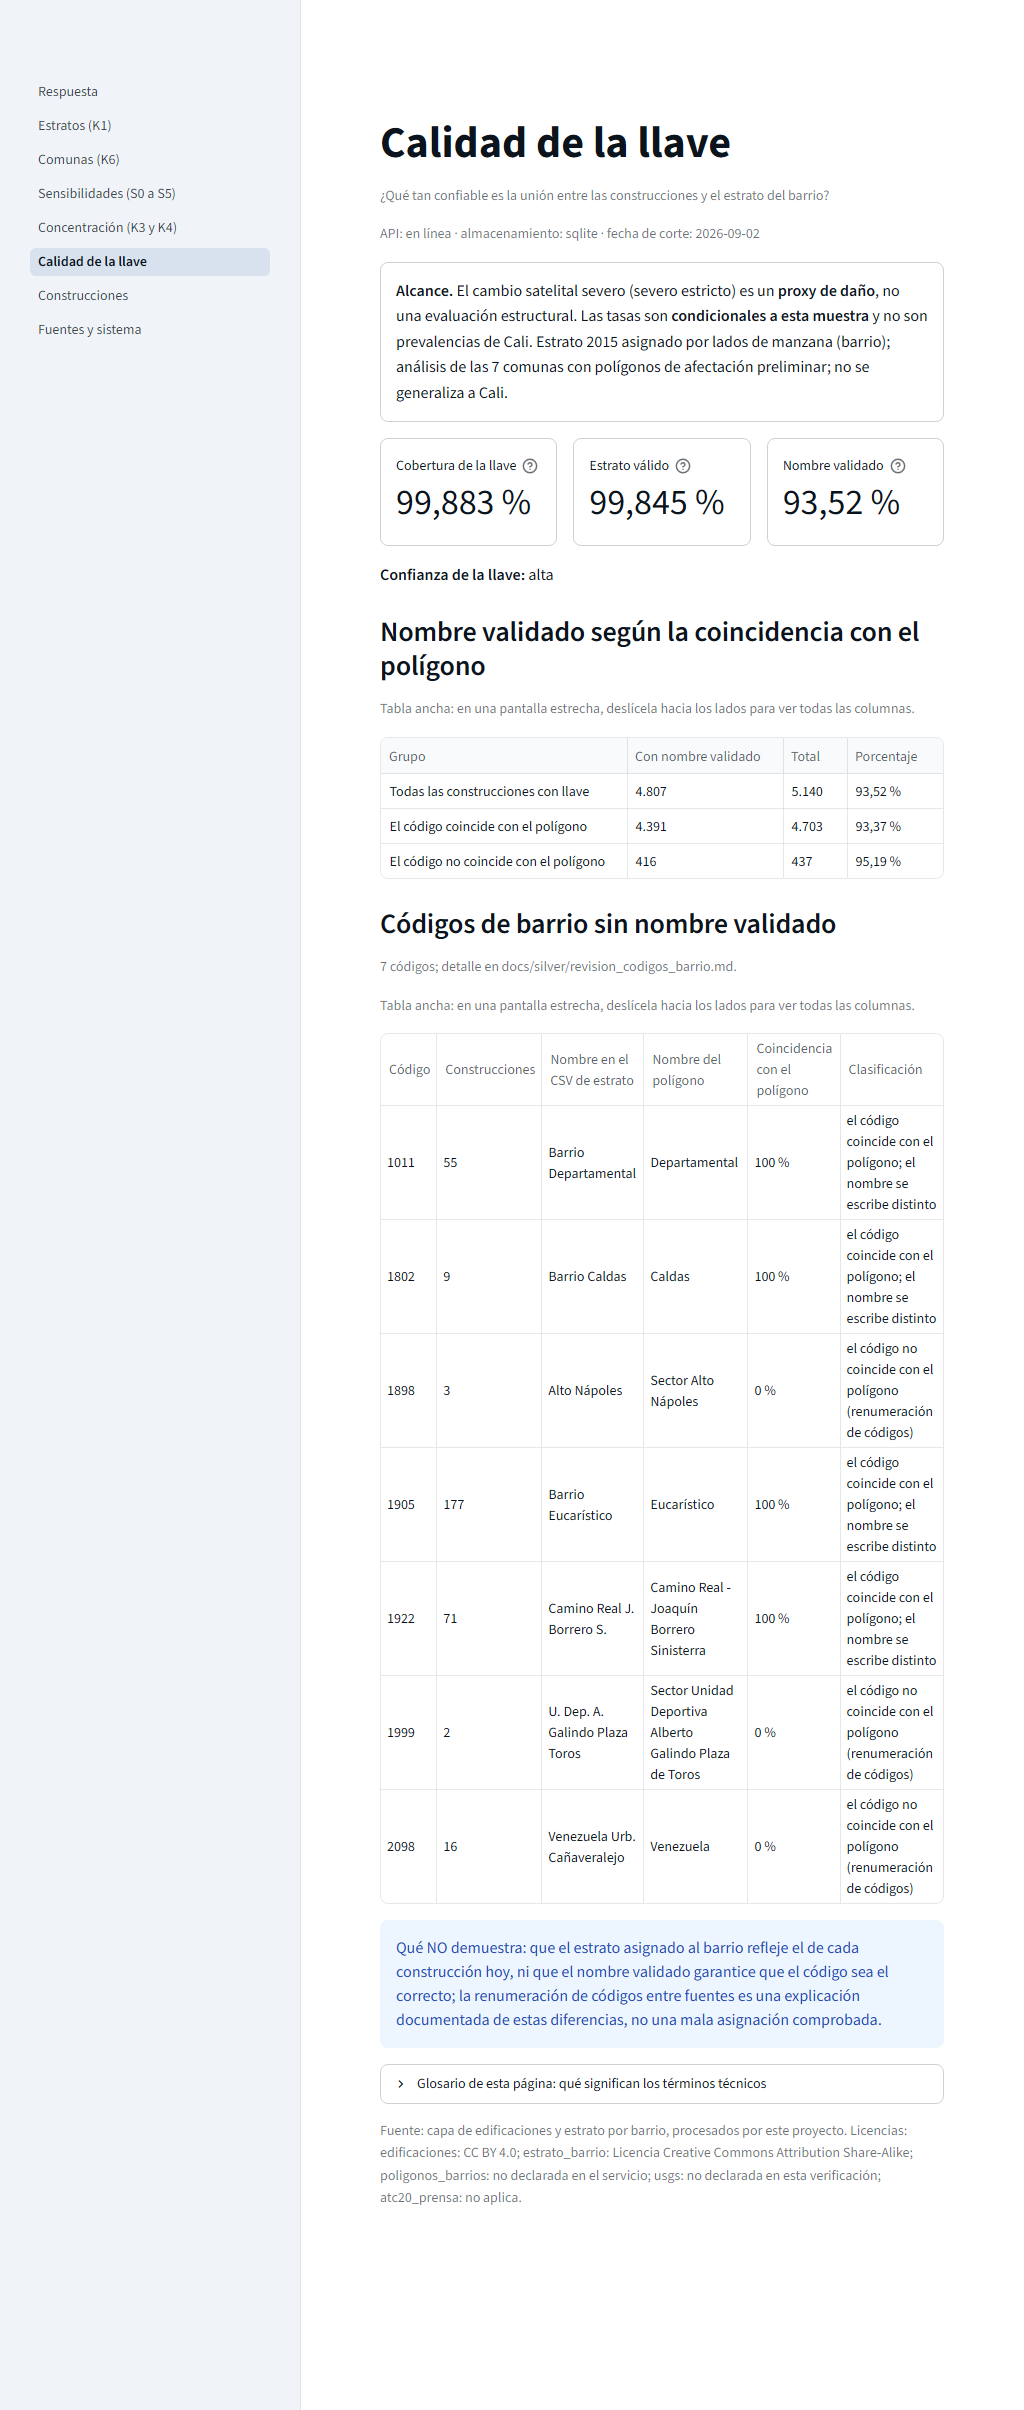 Respuesta
Estratos (K1)
Comunas (K6)
Sensibilidades (S0 a S5)
Concentración (K3 y K4)
Calidad de la llave
Construcciones
Fuentes y sistema
Calidad de la llave
¿Qué tan confiable es la unión entre las construcciones y el estrato del barrio?
API: en línea · almacenamiento: sqlite · fecha de corte: 2026-09-02
Alcance. El cambio satelital severo (severo estricto) es un proxy de daño, no
una evaluación estructural. Las tasas son condicionales a esta muestra y no son
prevalencias de Cali. Estrato 2015 asignado por lados de manzana (barrio);
análisis de las 7 comunas con polígonos de afectación preliminar; no se
generaliza a Cali.
Cobertura de la llave
99,883 %
Estrato válido
99,845 %
Nombre validado
93,52 %
Confianza de la llave: alta
Nombre validado según la coincidencia con el
polígono
Tabla ancha: en una pantalla estrecha, deslícela hacia los lados para ver todas las columnas.
Grupo Con nombre validado Total Porcentaje
Todas las construcciones con llave 4.807 5.140 93,52 %
El código coincide con el polígono 4.391 4.703 93,37 %
El código no coincide con el polígono 416 437 95,19 %
Códigos de barrio sin nombre validado
7 códigos; detalle en docs/silver/revision_codigos_barrio.md.
Tabla ancha: en una pantalla estrecha, deslícela hacia los lados para ver todas las columnas.
Código
Construcciones
Nombre en el
CSV de estrato
Nombre del
polígono
Coincidencia
con el
polígono
Clasificación
1011
55
Barrio
Departamental
Departamental
100 %
el código
coincide con el
polígono; el
nombre se
escribe distinto
1802
9
Barrio Caldas
Caldas
100 %
el código
coincide con el
polígono; el
nombre se
escribe distinto
1898
3
Alto Nápoles
Sector Alto
Nápoles
0 %
el código no
coincide con el
polígono
(renumeración
de códigos)
1905
177
Barrio
Eucarístico
Eucarístico
100 %
el código
coincide con el
polígono; el
nombre se
escribe distinto
1922
71
Camino Real J.
Borrero S.
Camino Real -
Joaquín
Borrero
Sinisterra
100 %
el código
coincide con el
polígono; el
nombre se
escribe distinto
1999
2
U. Dep. A.
Galindo Plaza
Toros
Sector Unidad
Deportiva
Alberto
Galindo Plaza
de Toros
0 %
el código no
coincide con el
polígono
(renumeración
de códigos)
2098
16
Venezuela Urb.
Cañaveralejo
Venezuela
0 %
el código no
coincide con el
polígono
(renumeración
de códigos)
Qué NO demuestra: que el estrato asignado al barrio refleje el de cada
construcción hoy, ni que el nombre validado garantice que el código sea el
correcto; la renumeración de códigos entre fuentes es una explicación
documentada de estas diferencias, no una mala asignación comprobada.
Glosario de esta página: qué significan los términos técnicos
Fuente: capa de edificaciones y estrato por barrio, procesados por este proyecto. Licencias:
edificaciones: CC BY 4.0; estrato_barrio: Licencia Creative Commons Attribution Share-Alike;
poligonos_barrios: no declarada en el servicio; usgs: no declarada en esta verificación;
atc20_prensa: no aplica.